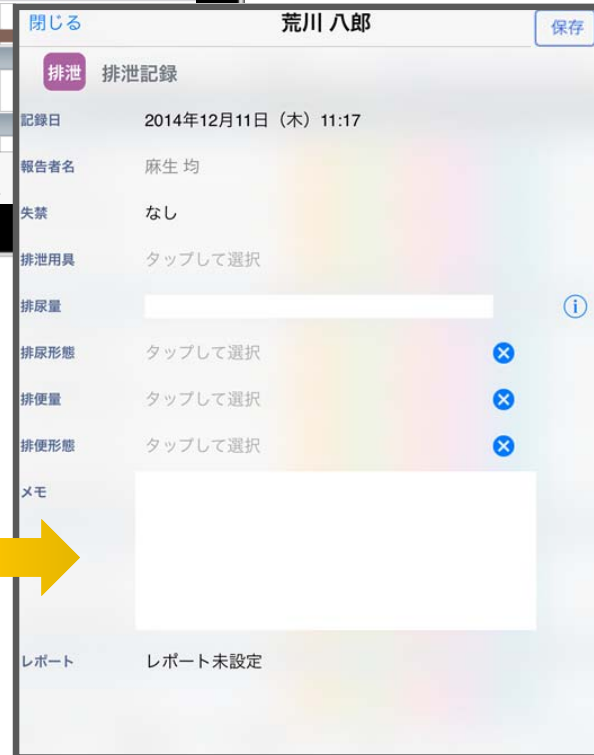 閉じる 荒川 八郎 保存
排泄 排泄記録
記録日 2014年12月11日（木）11:17
報告者名 麻生 均
失禁 なし
排泄用具 タップして選択
排尿量
排尿形態 タップして選択
排便量 タップして選択
排便形態 タップして選択
メモ
レポート レポート未設定